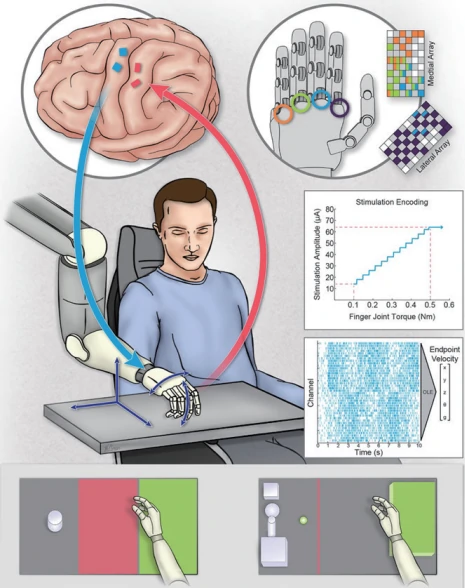 Medial Array
Lateral Array
Stimulation Encoding
Stimulation Amplitude (μA)
80
70
60
50
40
30
20
10
0.1 0.2 0.3 0.4 0.5 0.6
Finger Joint Torque (Nm)
Channel
0 1 2 3 4 5 6 7 8 9 10
Time (s)
OLE
Endpoint
Velocity
x
y
z
θ
g